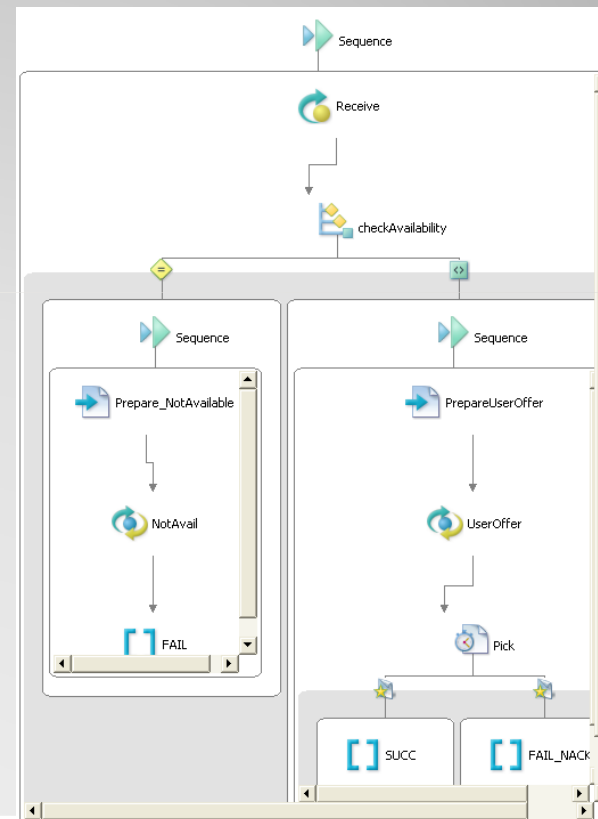 Sequence
Receive
checkAvailability
=
<>
Sequence
Sequence
Prepare_NotAvailable
PrepareUserOffer
NotAvail
UserOffer
FAIL
Pick
SUCC
FAIL_NACK